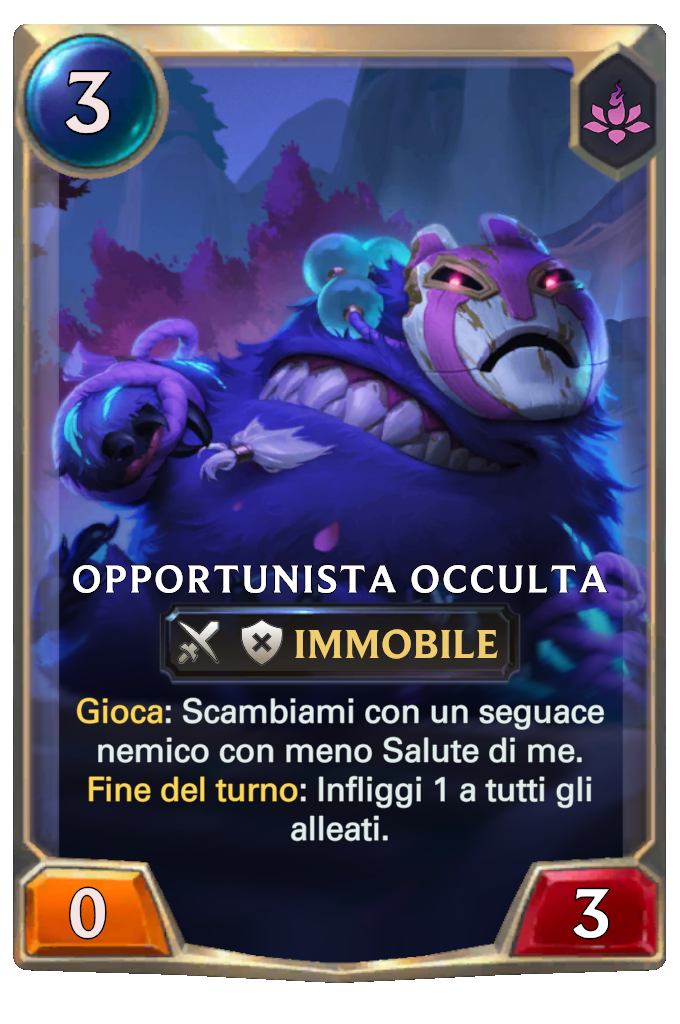 3
OPPORTUNISTA OCCULTA
IMMOBILE
Gioca: Scambiami con un seguace
nemico con meno Salute di me.
Fine del turno: Infliggi 1 a tutti gli
alleati.
0
3